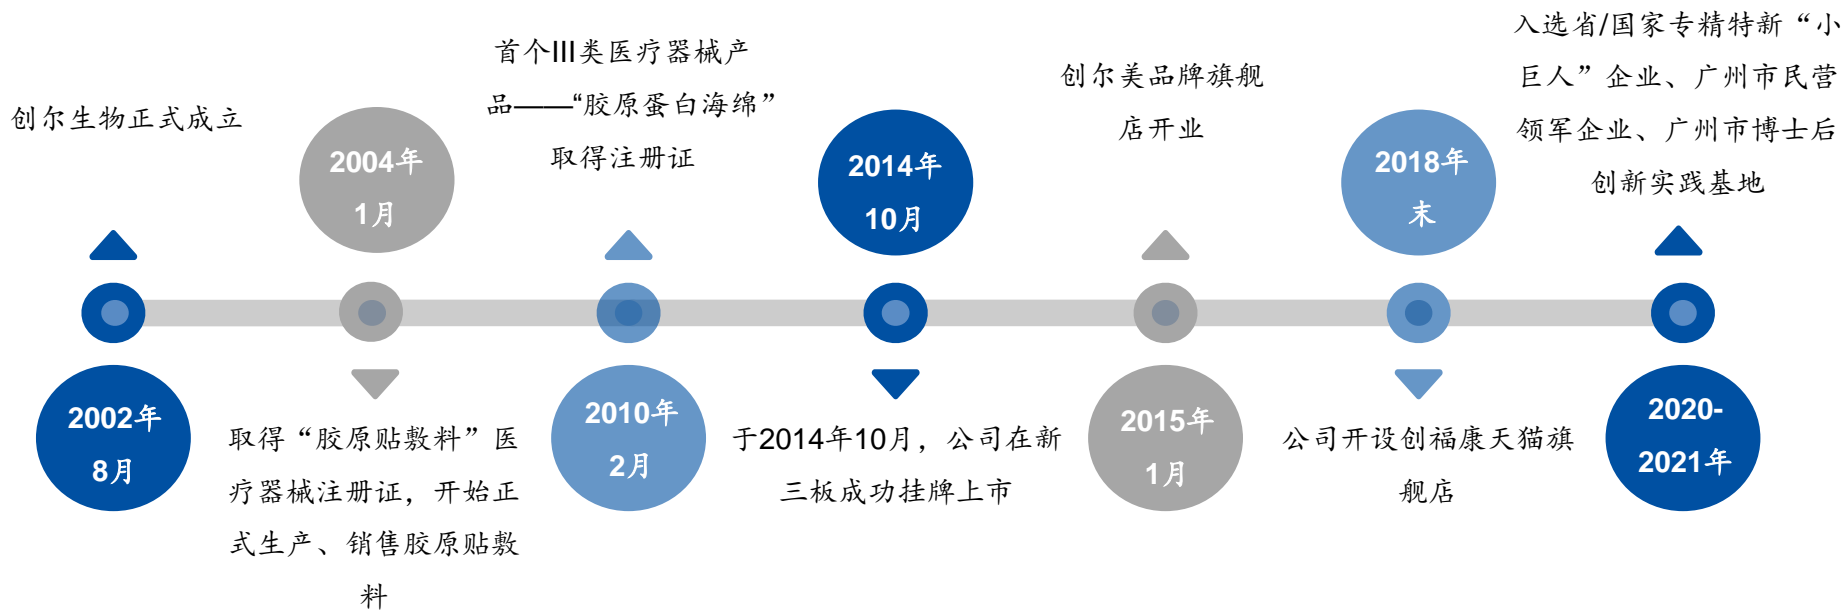 创尔生物正式成立
2002年
8月
2004年
1月
取得“胶原贴敷料”医
疗器械注册证，开始正
式生产、销售胶原贴敷
料
首个III类医疗器械产
品——“胶原蛋白海绵”
取得注册证
2010年
2月
2014年
10月
于2014年10月，公司在新
三板成功挂牌上市
创尔美品牌旗舰
店开业
2015年
1月
2018年
末
公司开设创福康天猫旗
舰店
入选省/国家专精特新“小
巨人”企业、广州市民营
领军企业、广州市博士后
创新实践基地
2020-
2021年